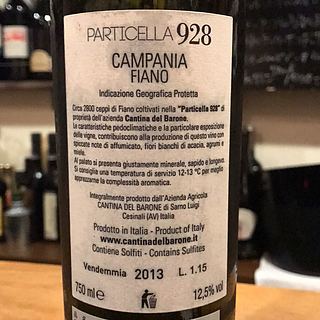 PARTICELLA 928
CAMPANIA
FIANO
Indicazione Geografica Protetta
Circa 2800 ceppi di Fiano coltivati nella "Particella 928" di
proprietà dell'azienda Cantina del Barone.
Le caratteristiche pedoclimatiche e la particolare esposizione
delle vigne, contribuiscono alla produzione di questo vino con
spiccate note di affumicato, fiori bianchi di acacia, agrumi e
miele.
Al palato si presenta giustamente minerale, sapido e longevo.
Si consiglia una temperatura di servizio 12-13 °C per meglio
apprezzarne la complessità aromatica.
Integralmente prodotto dall'Azienda Agricola
CANTINA DEL BARONE di Sarno Luigi
Cesinali (AV) Italia
Prodotto in Italia - Product of Italy
www.cantinadelbarone.it
Contiene Solfiti - Contains Sulfites
Vendemmia 2013 L. 1.15
750 ml e 12,5% vol